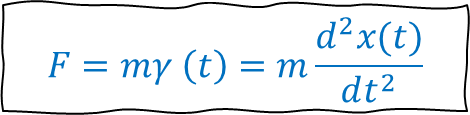 F = mγ (t) = m d²x(t)/dt²